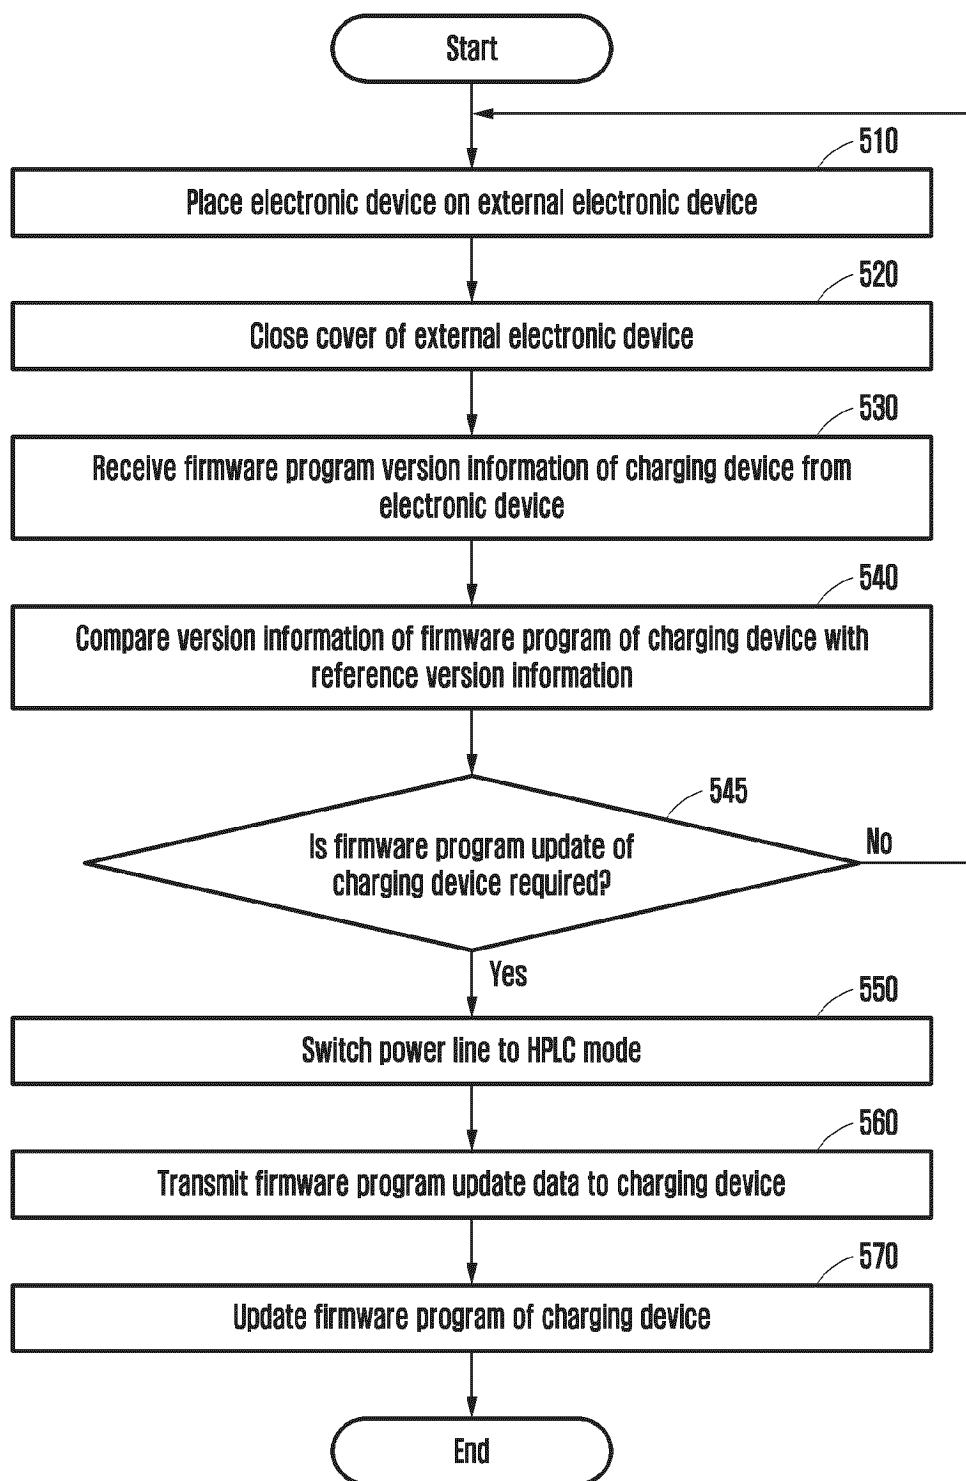 Start
510
Place electronic device on external electronic device
520
Close cover of external electronic device
530
Receive firmware program version information of charging device from
electronic device
540
Compare version information of firmware program of charging device with
reference version information
545
Is firmware program update of
charging device required?
No
Yes
550
Switch power line to HPLC mode
560
Transmit firmware program update data to charging device
570
Update firmware program of charging device
End